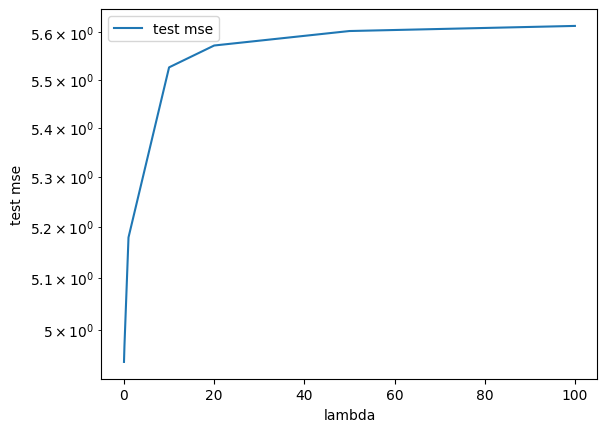 test mse
5.6 × 10⁰
5.5 × 10⁰
5.4 × 10⁰
5.3 × 10⁰
5.2 × 10⁰
5.1 × 10⁰
5 × 10⁰
test mse
0 20 40 60 80 100
lambda